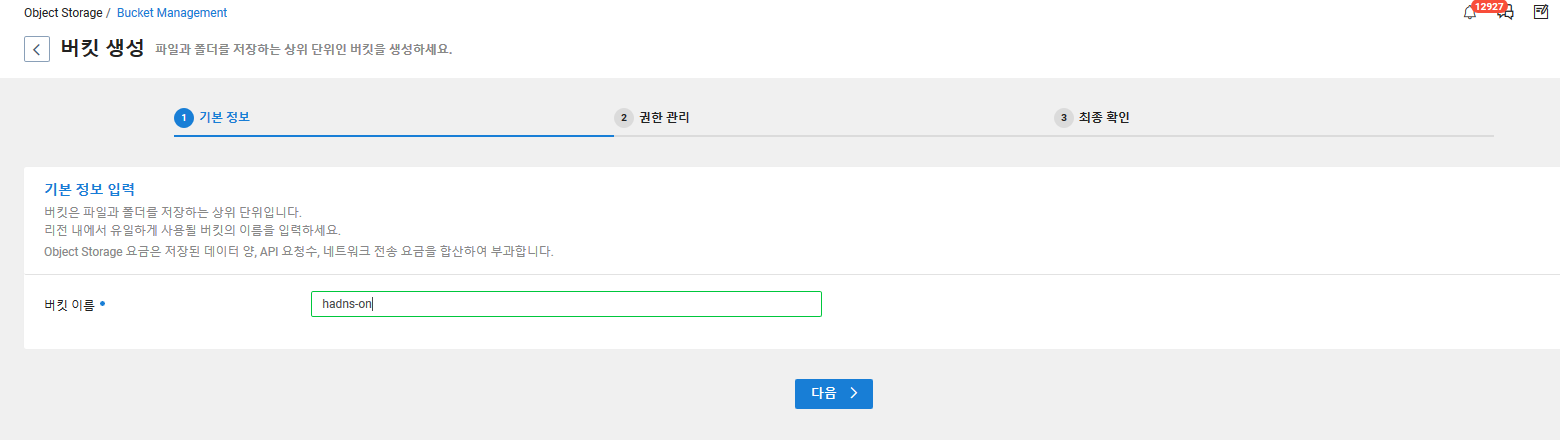 Object Storage / Bucket Management
12927
버킷 생성 파일과 폴더를 저장하는 상위 단위인 버킷을 생성하세요.
1 기본 정보
2 권한 관리
3 최종 확인
기본 정보 입력
버킷은 파일과 폴더를 저장하는 상위 단위입니다.
리전 내에서 유일하게 사용될 버킷의 이름을 입력하세요.
Object Storage 요금은 저장된 데이터 양, API 요청수, 네트워크 전송 요금을 합산하여 부과합니다.
버킷 이름
hadns-on
다음